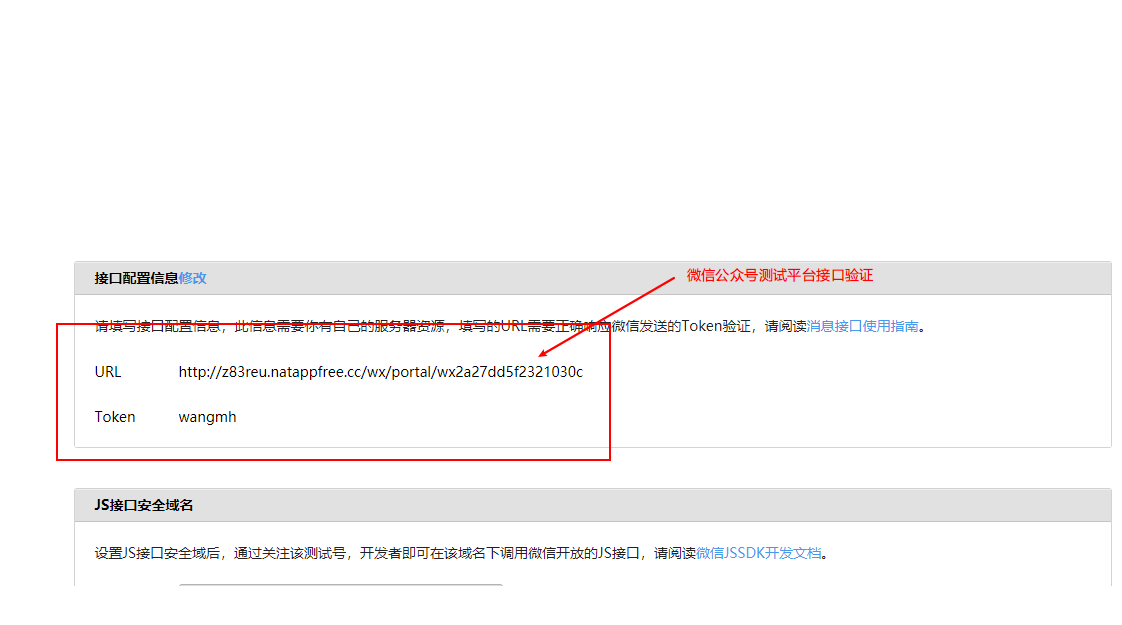 接口配置信息修改
微信公众号测试平台接口验证
请填写接口配置信息，此信息需要你有自己的服务器资源，填写的URL需要正确响应微信发送的Token验证，请阅读消息接口使用指南。
URL http://z83reu.natappfree.cc/wx/portal/wx2a27dd5f2321030c
Token wangmh
JS接口安全域名
设置JS接口安全域后，通过关注该测试号，开发者即可在该域名下调用微信开放的JS接口，请阅读微信JSSDK开发文档。